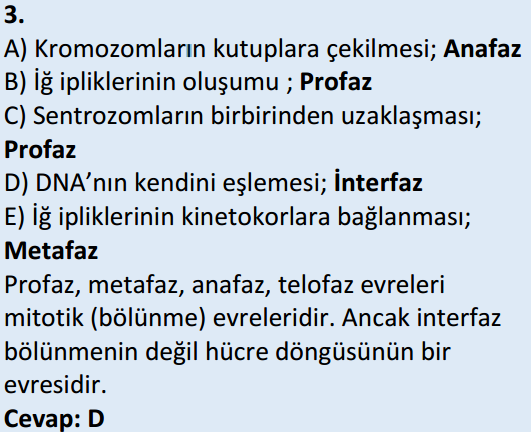 3.
A) Kromozomların kutuplara çekilmesi; Anafaz
B) İğ ipliklerinin oluşumu ; Profaz
C) Sentrozomların birbirinden uzaklaşması;
Profaz
D) DNA’nın kendini eşlemesi; İnterfaz
E) İğ ipliklerinin kinetokorlara bağlanması;
Metafaz
Profaz, metafaz, anafaz, telofaz evreleri
mitotik (bölünme) evreleridir. Ancak interfaz
bölünmenin değil hücre döngüsünün bir
evresidir.
Cevap: D